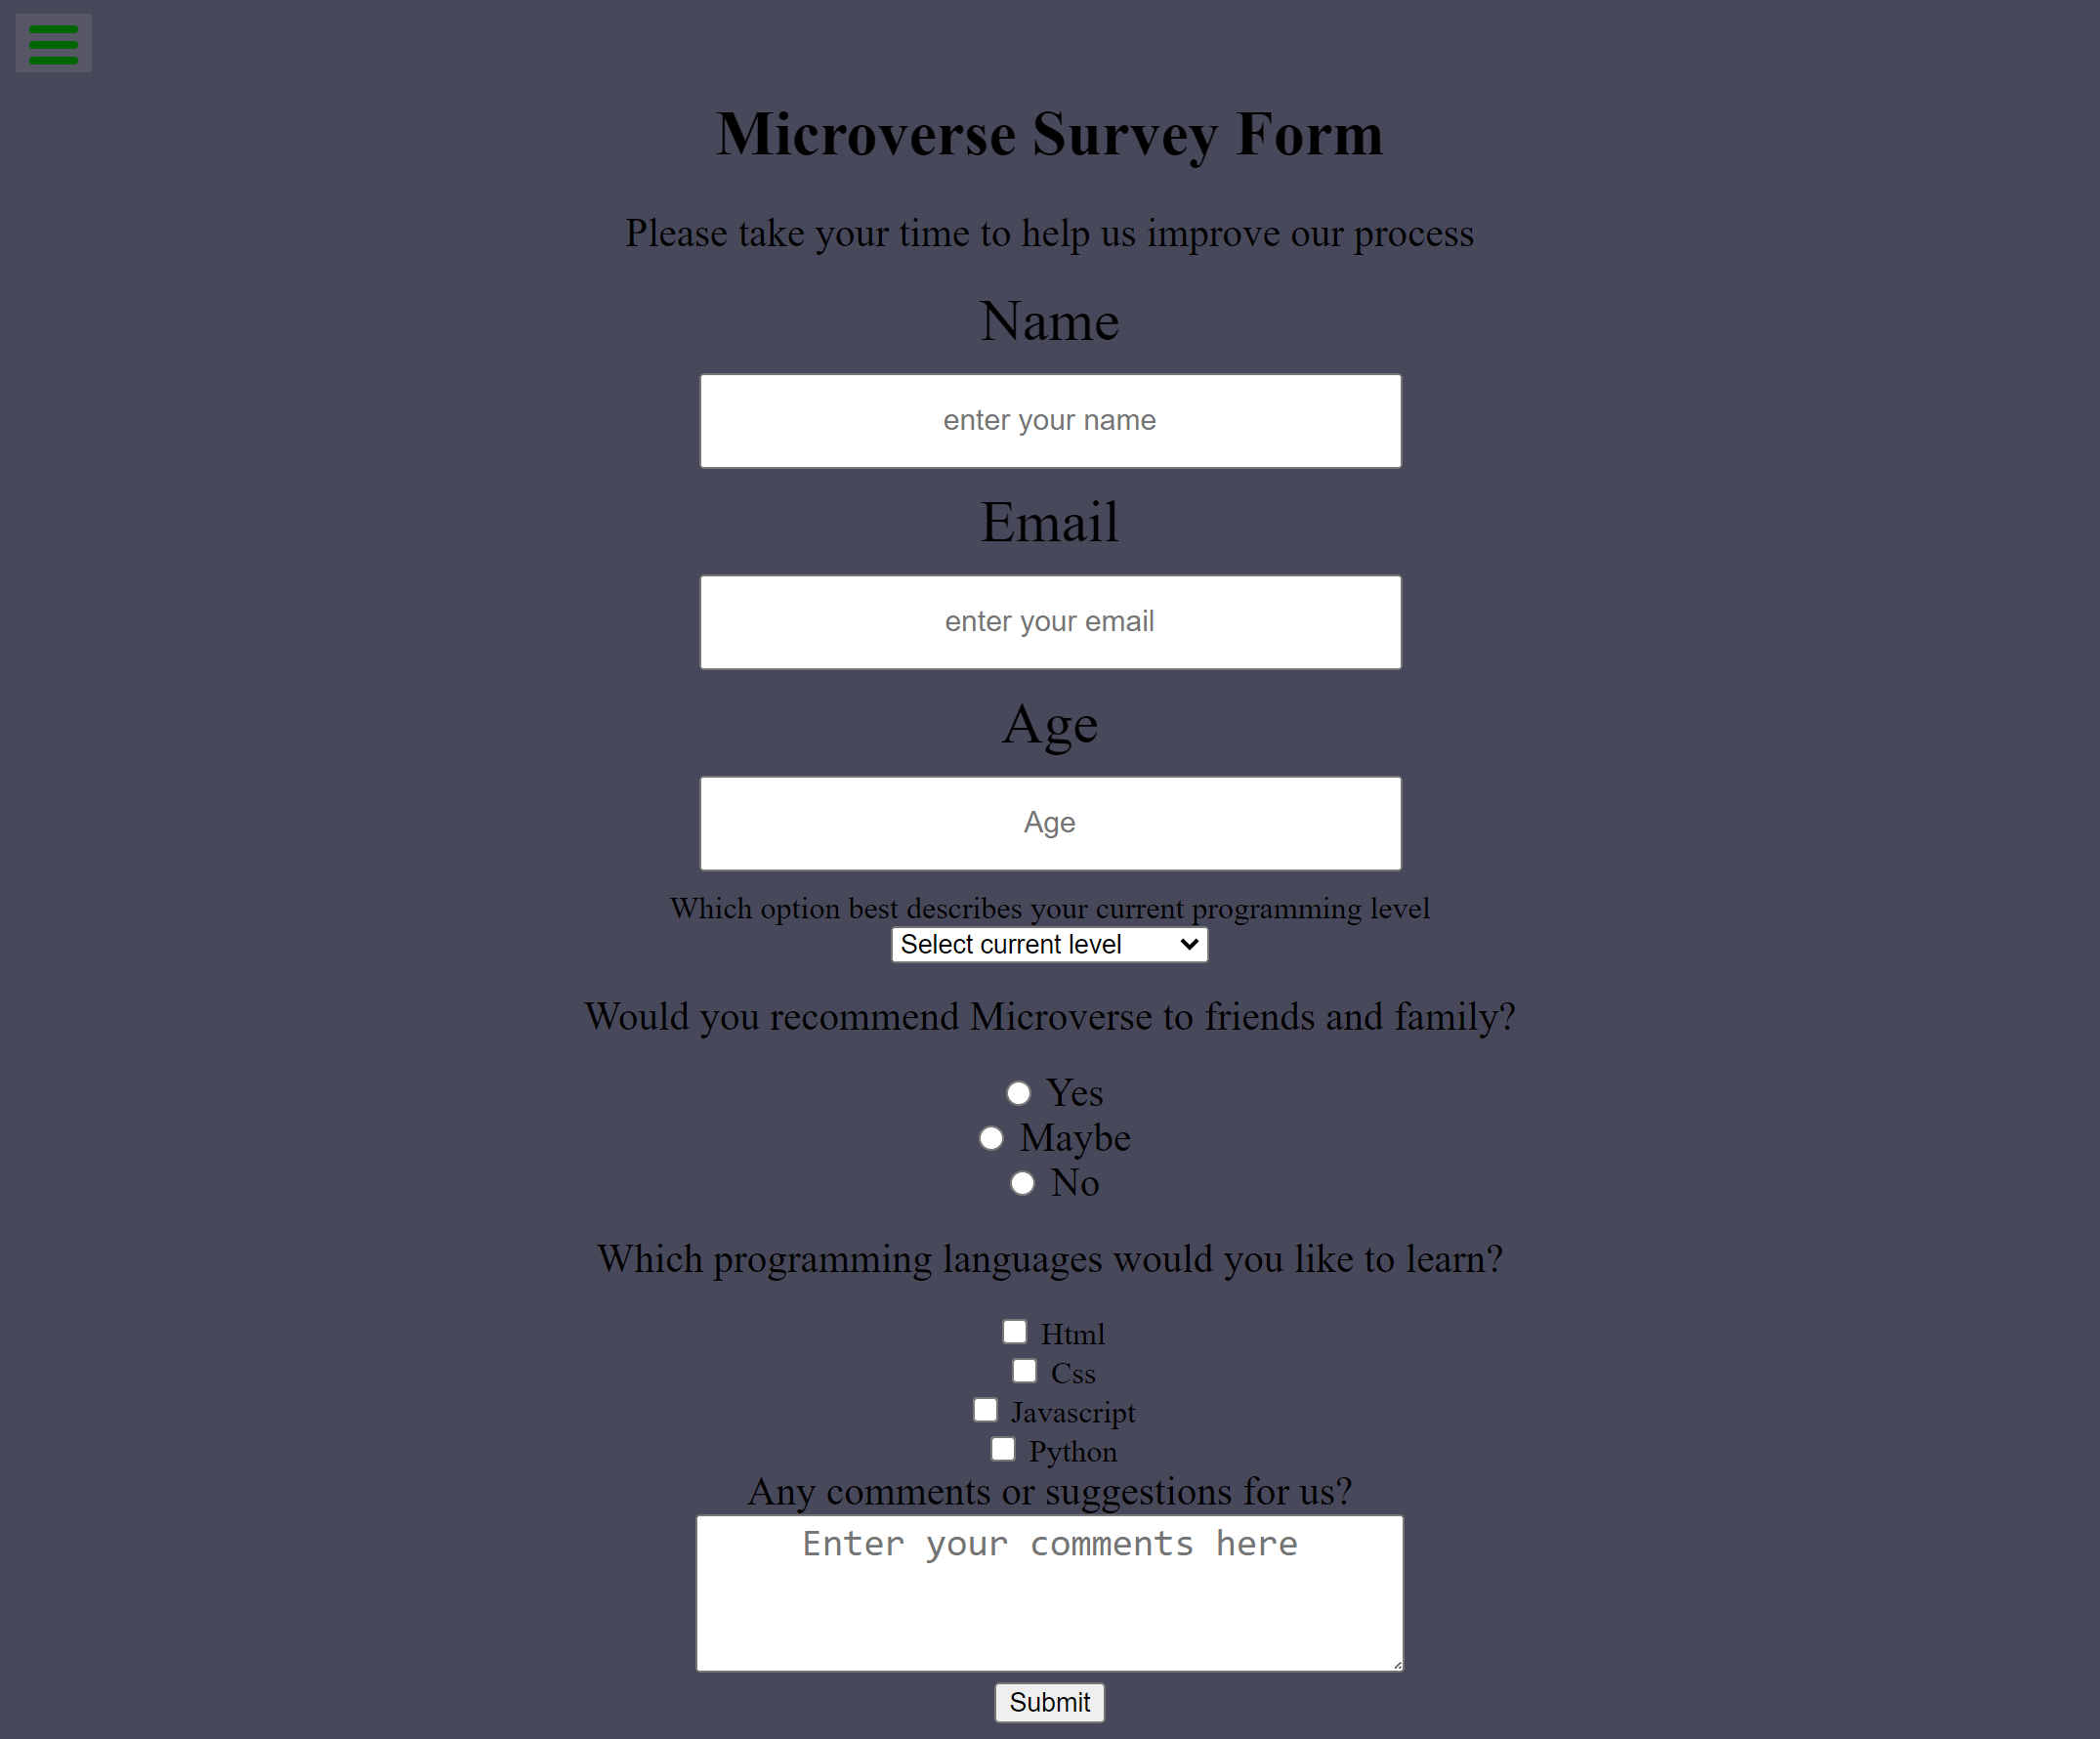 Microverse Survey Form
Please take your time to help us improve our process
Name
enter your name
Email
enter your email
Age
Age
Which option best describes your current programming level
Select current level
Would you recommend Microverse to friends and family?
Yes
Maybe
No
Which programming languages would you like to learn?
Html
Css
Javascript
Python
Any comments or suggestions for us?
Enter your comments here
Submit